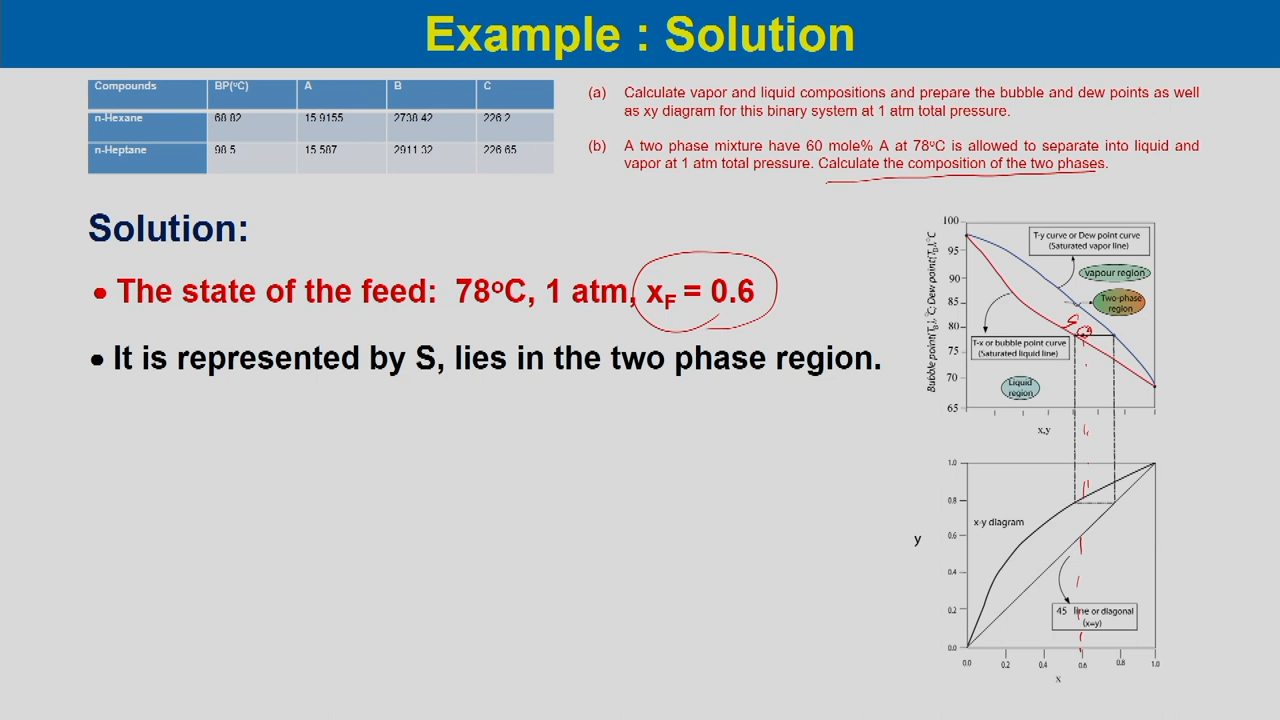 Example : Solution
Compounds BP(ºC) A B C
n-Hexane 68.82 15.9155 2738.42 226.2
n-Heptane 98.5 15.587 2911.32 226.65
(a) Calculate vapor and liquid compositions and prepare the bubble and dew points as well
as xy diagram for this binary system at 1 atm total pressure.
(b) A two phase mixture have 60 mole% A at 78ºC is allowed to separate into liquid and
vapor at 1 atm total pressure. Calculate the composition of the two phases.
Solution:
• The state of the feed: 78ºC, 1 atm, xF = 0.6
• It is represented by S, lies in the two phase region.
100
95
90
85
80
75
70
65
Bubble point(Tb),°C; Dew point(Td),°C
T-y curve or Dew point curve
(Saturated vapor line)
vapour region
Two-phase
region
S
T-x or bubble point curve
(Saturated liquid line)
Liquid
region
x,y
1.0
0.8
0.6
0.4
0.2
0.0
y
x-y diagram
45 line or diagonal
(x=y)
0.0 0.2 0.4 0.6 0.8 1.0
x